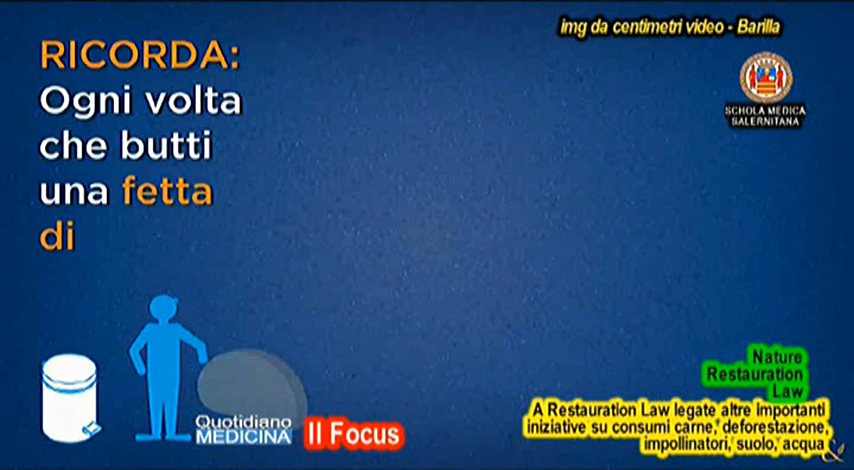 img da centimetri video - Barilla
RICORDA:
Ogni volta
che butti
una fetta
di
SCHOLA MEDICA
SALERNITANA
Nature
Restauration
Law
A Restauration Law legate altre importanti
iniziative su consumi carne, deforestazione,
impollinatori, suolo, acqua
Quotidiano
MEDICINA
Il Focus